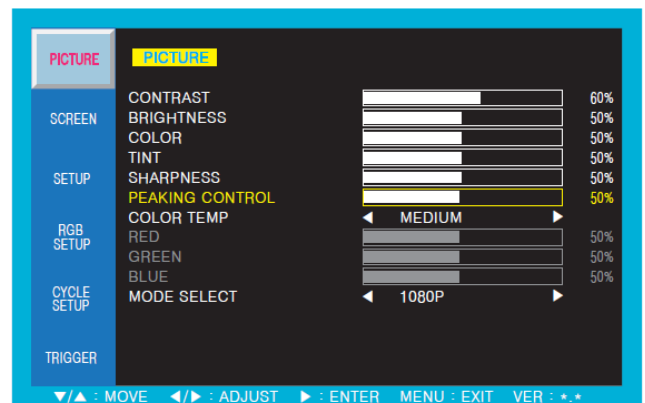 PICTURE
SCREEN
SETUP
RGB
SETUP
CYCLE
SETUP
TRIGGER
PICTURE
CONTRAST 60%
BRIGHTNESS 50%
COLOR 50%
TINT 50%
SHARPNESS 50%
PEAKING CONTROL 50%
COLOR TEMP ◀ MEDIUM ▶
RED 50%
GREEN 50%
BLUE 50%
MODE SELECT ◀ 1080P ▶
▼/▲ : MOVE ◀/▶ : ADJUST ▶ : ENTER MENU : EXIT VER : *.*